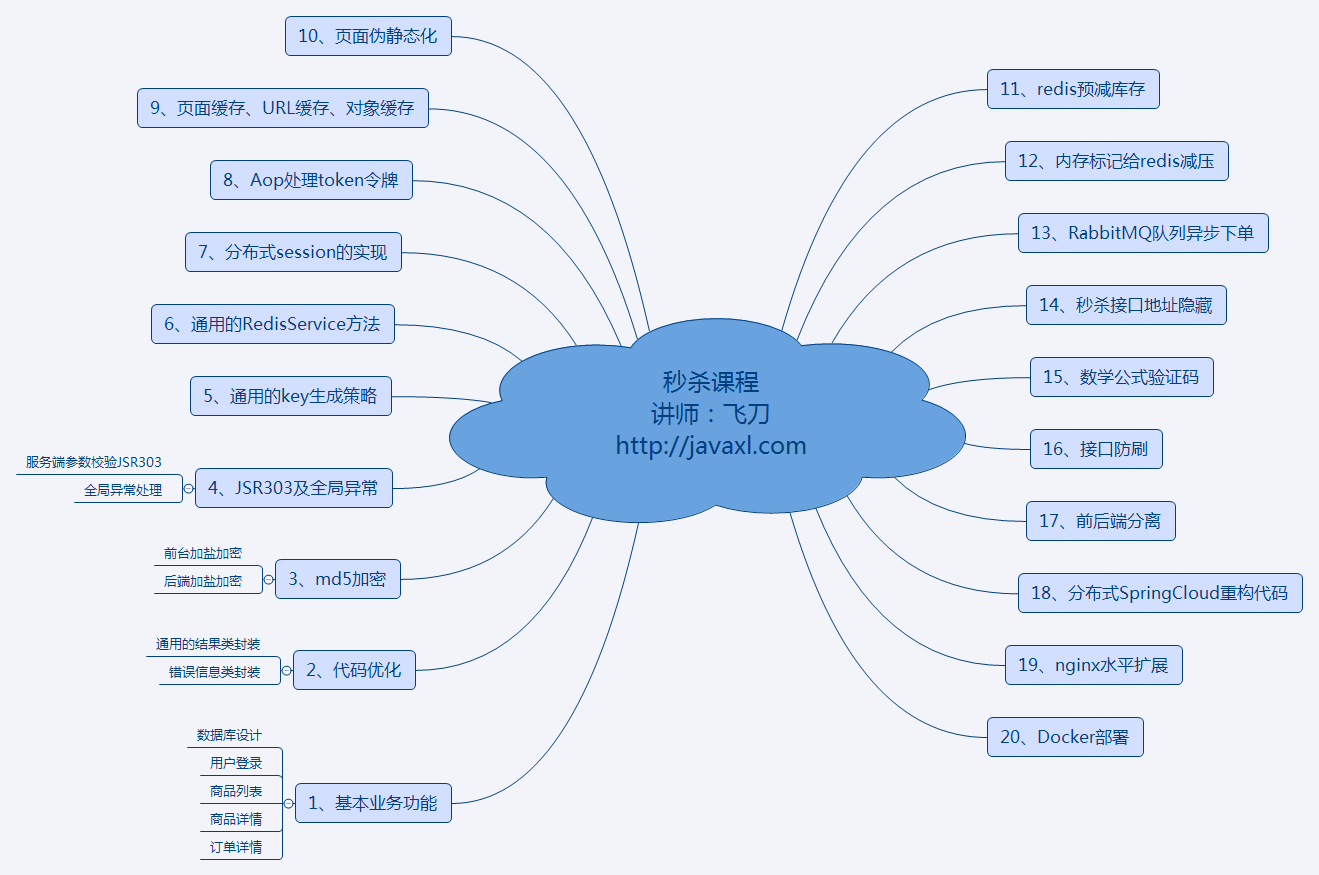 10、页面伪静态化
9、页面缓存、URL缓存、对象缓存
8、Aop处理token令牌
7、分布式session的实现
6、通用的RedisService方法
5、通用的key生成策略
服务端参数校验JSR303
全局异常处理
4、JSR303及全局异常
前台加盐加密
后端加盐加密
3、md5加密
通用的结果类封装
错误信息类封装
2、代码优化
数据库设计
用户登录
商品列表
商品详情
订单详情
1、基本业务功能
秒杀课程
讲师：飞刀
http://javaxl.com
11、redis预减库存
12、内存标记给redis减压
13、RabbitMQ队列异步下单
14、秒杀接口地址隐藏
15、数学公式验证码
16、接口防刷
17、前后端分离
18、分布式SpringCloud重构代码
19、nginx水平扩展
20、Docker部署